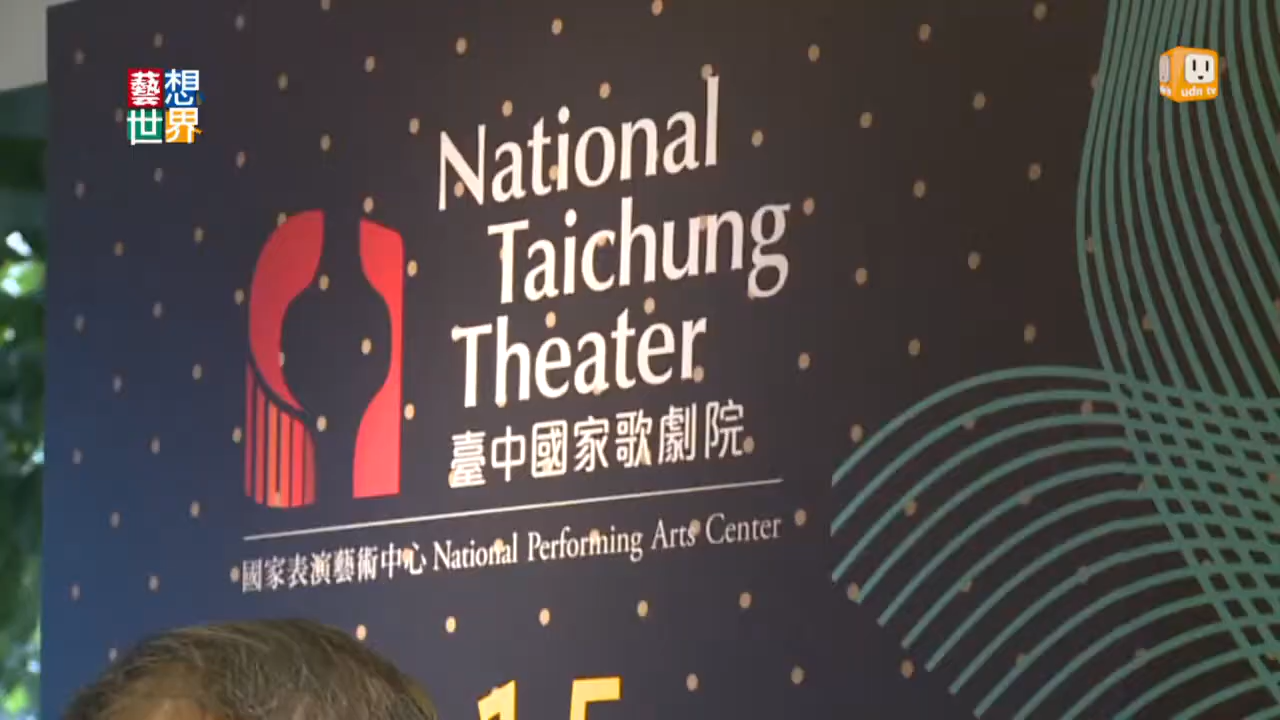 藝想
世界
udn tv
National
Taichung
Theater
臺中國家歌劇院
國家表演藝術中心 National Performing Arts Center
15